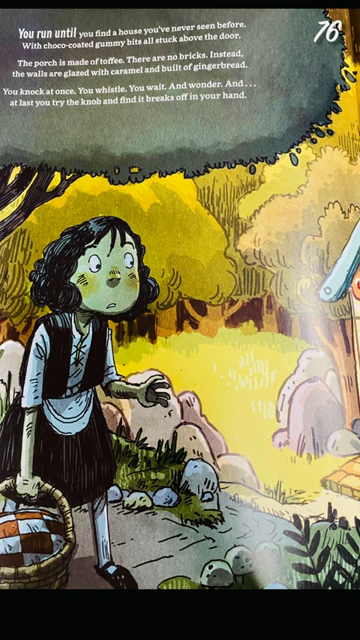 76
You run until you find a house you've never seen before.
With choco-coated gummy bits all stuck above the door.
The porch is made of toffee. There are no bricks. Instead,
the walls are glazed with caramel and built of gingerbread.
You knock at once. You whistle. You wait. And wonder. And . . .
at last you try the knob and find it breaks off in your hand.